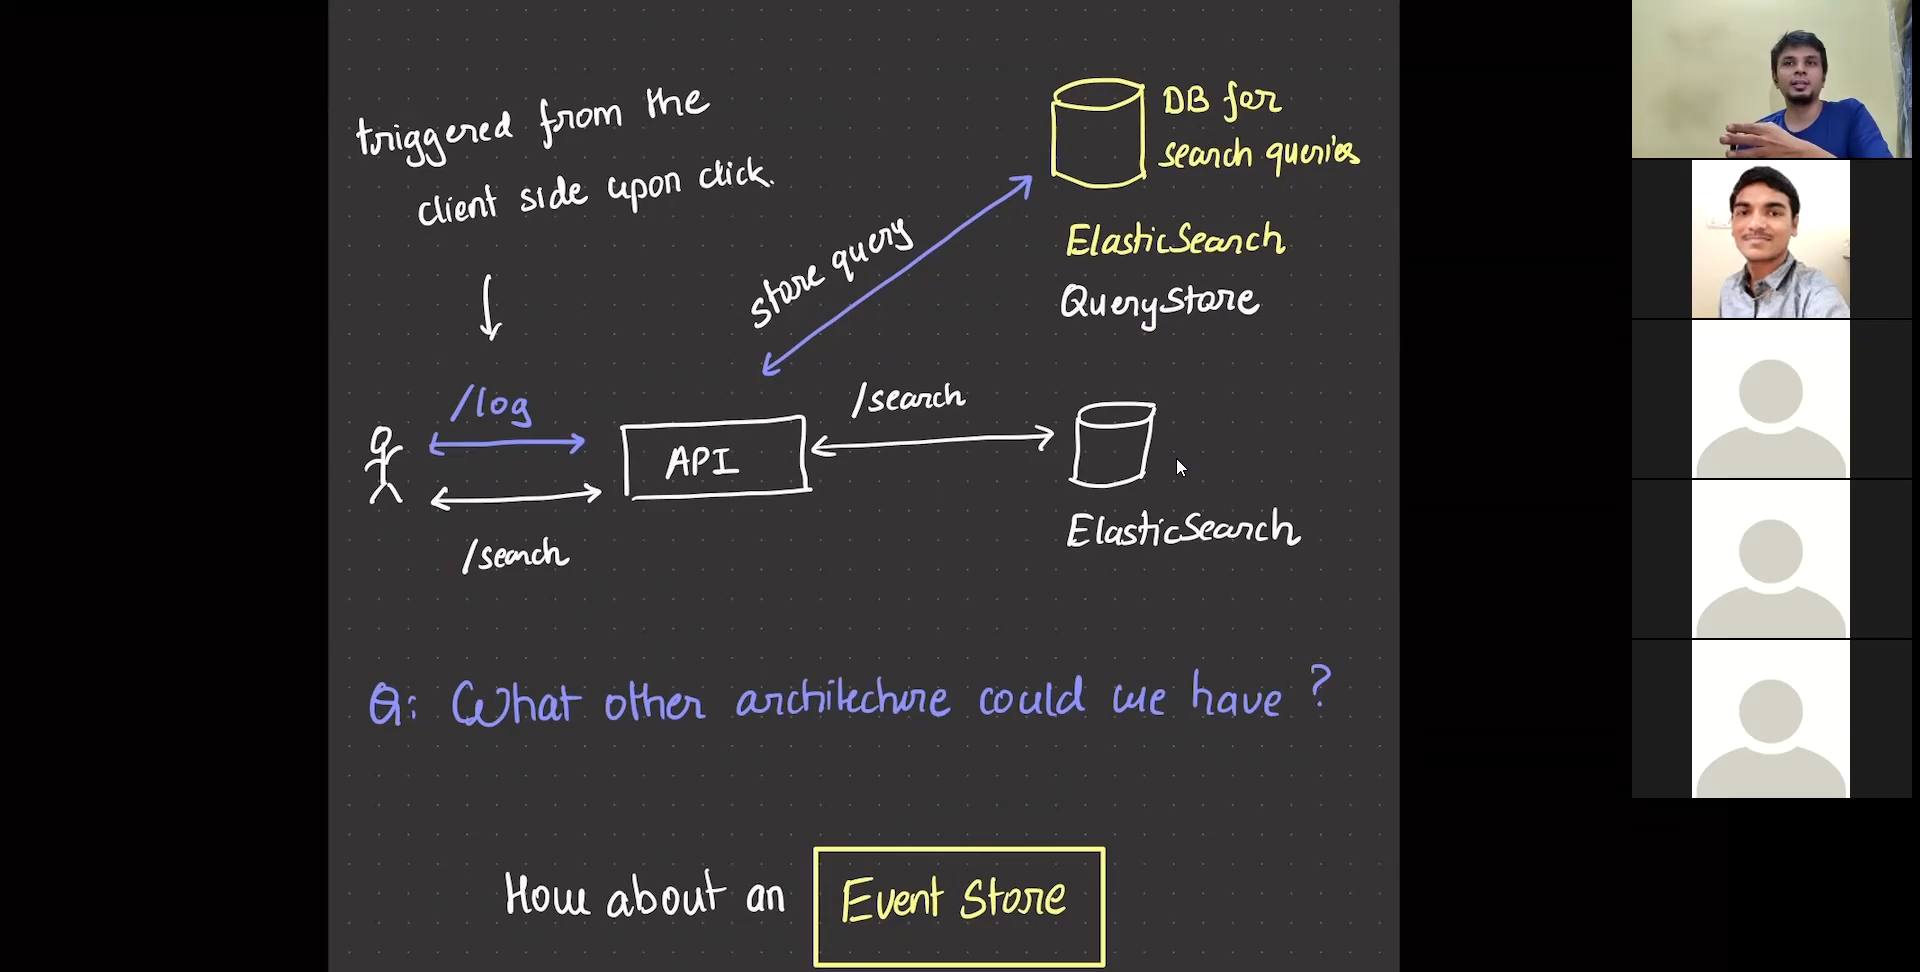 triggered from the
client side upon click.
DB for
search queries
ElasticSearch
QueryStore
store query
/log
/search
API
/search
ElasticSearch
Q: What other architechure could we have ?
How about an Event Store